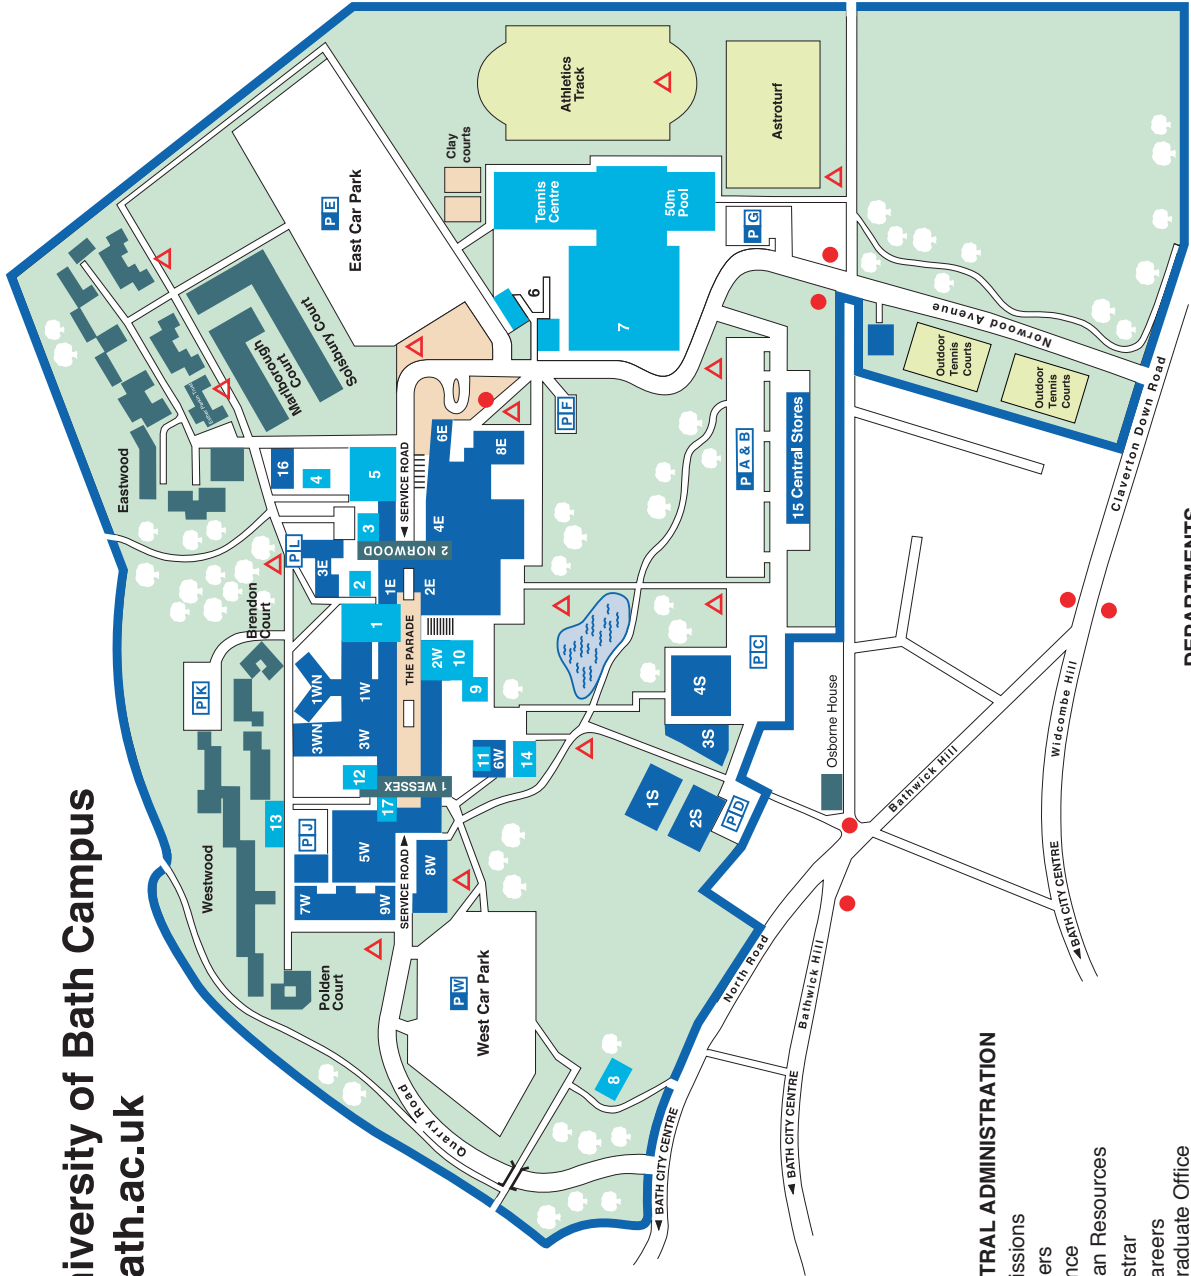 niversity of Bath Campus
ath.ac.uk
Eastwood
Marlborough
Court
Solsbury Court
P E
East Car Park
Clay
courts
Athletics
Track
Astroturf
Tennis
Centre
50m
Pool
P G
6
7
Norwood Avenue
Outdoor
Tennis
Courts
Outdoor
Tennis
Courts
Claverton Down Road
P F
P A & B
15 Central Stores
16
4
5
3
SERVICE ROAD
6E
8E
4E
2 NORWOOD
P L
3E
2
1E
2E
Brendon
Court
1
THE PARADE
2W
10
9
P K
1WN
1W
3WN
3W
12
1 WESSEX
11
6W
14
17
13
P J
5W
7W
9W
8W
SERVICE ROAD
Westwood
Polden
Court
P W
West Car Park
Quarry Road
8
4S
3S
1S
2S
P C
P D
Osborne House
Bathwick Hill
Widcombe Hill
North Road
Bathwick Hill
BATH CITY CENTRE
BATH CITY CENTRE
BATH CITY CENTRE
DEPARTMENTS
TRAL ADMINISTRATION
issions
ers
nce
an Resources
strar
areers
raduate Office